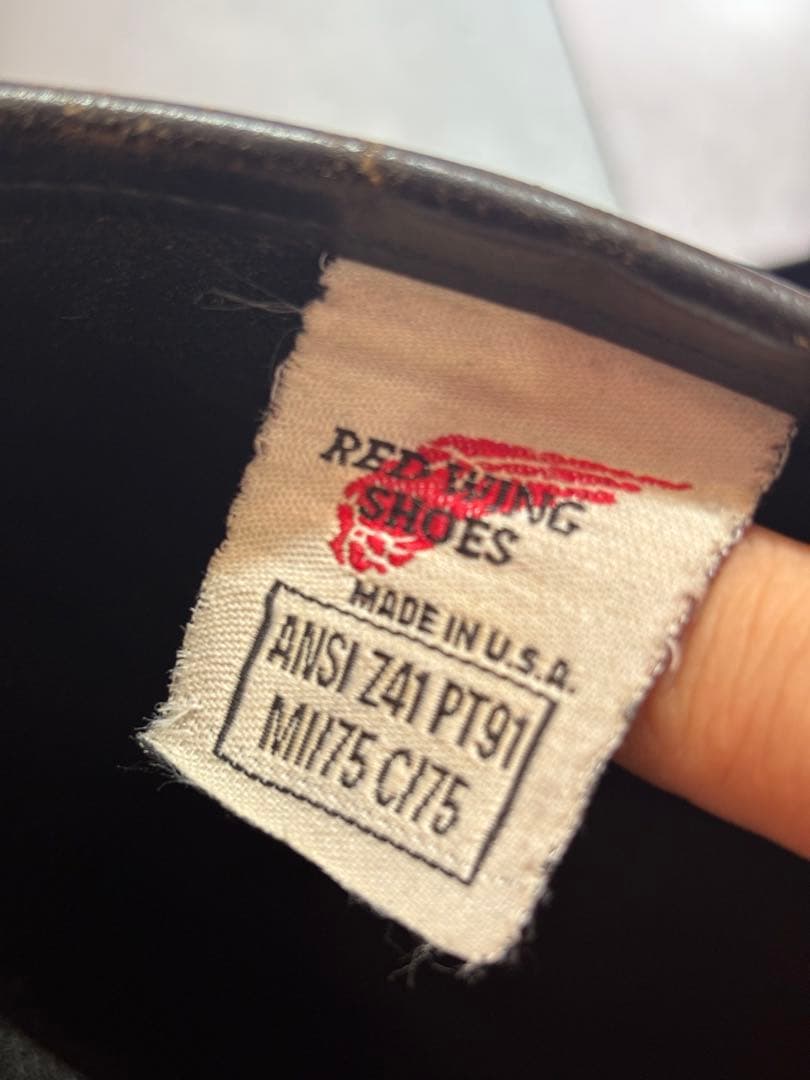 RED WING
SHOES
MADE IN U.S.A.
ANSI Z41 PT91
MI/75 C/75